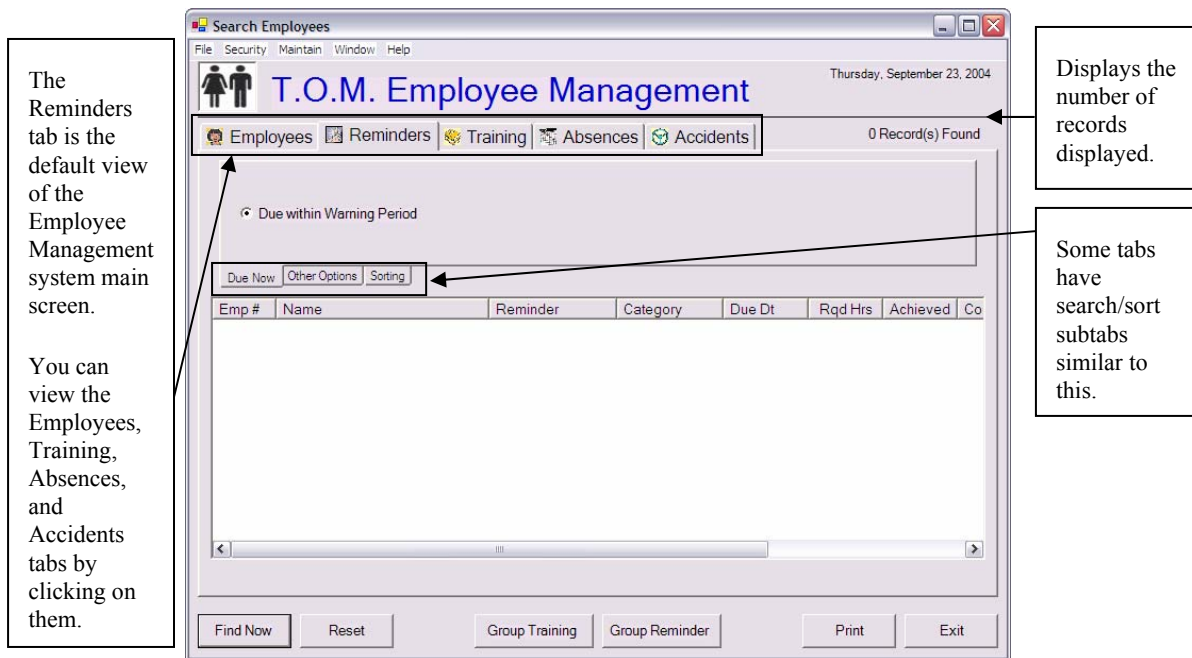 The
Reminders
tab is the
default view
of the
Employee
Management
system main
screen.
You can
view the
Employees,
Training,
Absences,
and
Accidents
tabs by
clicking on
them.
Search Employees
File Security Maintain Window Help
T.O.M. Employee Management
Thursday, September 23, 2004
Employees Reminders Training Absences Accidents
0 Record(s) Found
Due within Warning Period
Due Now Other Options Sorting
Emp # Name Reminder Category Due Dt Rqd Hrs Achieved Co
Find Now Reset Group Training Group Reminder Print Exit
Displays the
number of
records
displayed.
Some tabs
have
search/sort
subtabs
similar to
this.